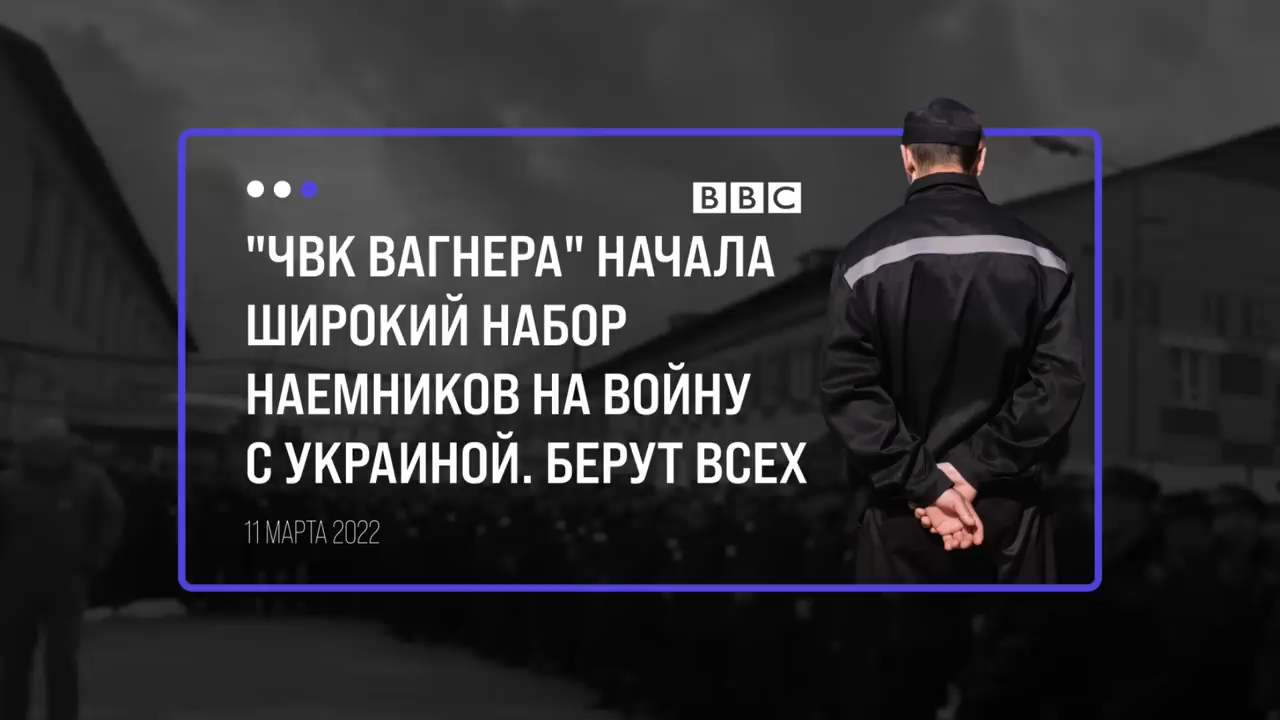 BBC
"ЧВК ВАГНЕРА" НАЧАЛА
ШИРОКИЙ НАБОР
НАЕМНИКОВ НА ВОЙНУ
С УКРАИНОЙ. БЕРУТ ВСЕХ
11 МАРТА 2022